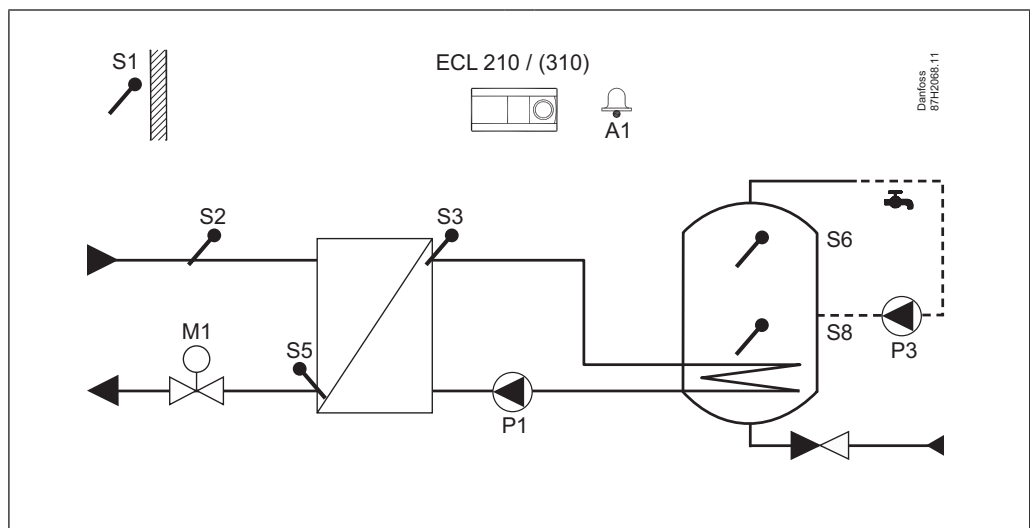 S1
ECL 210 / (310)
A1
Danfoss
87H2068.11
S2
S3
S6
M1
S5
S8
P3
P1